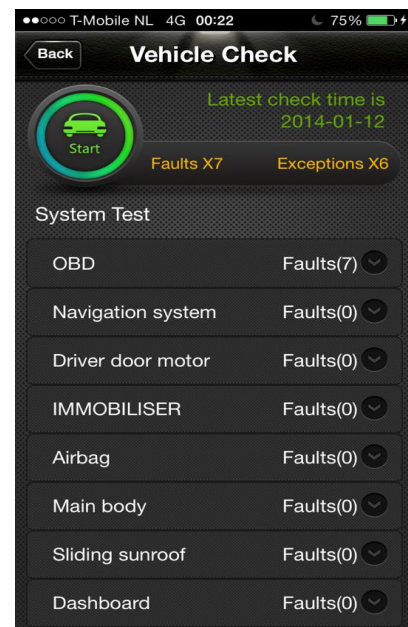 T-Mobile NL 4G 00:22 75%
Back Vehicle Check
Latest check time is
2014-01-12
Start
Faults X7 Exceptions X6
System Test
OBD Faults(7)
Navigation system Faults(0)
Driver door motor Faults(0)
IMMOBILISER Faults(0)
Airbag Faults(0)
Main body Faults(0)
Sliding sunroof Faults(0)
Dashboard Faults(0)